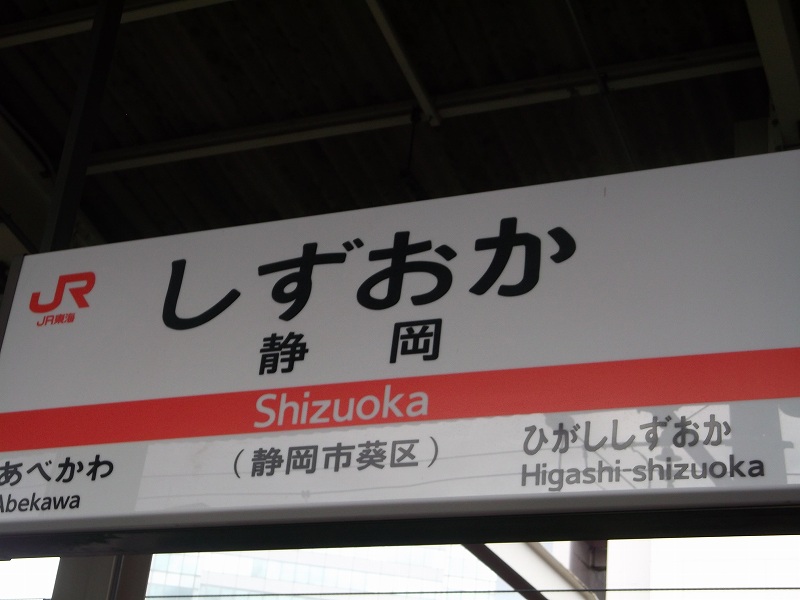 JR
JR東海
しずおか
静岡
Shizuoka
(静岡市葵区)
あべかわ
Abekawa
ひがししずおか
Higashi-shizuoka